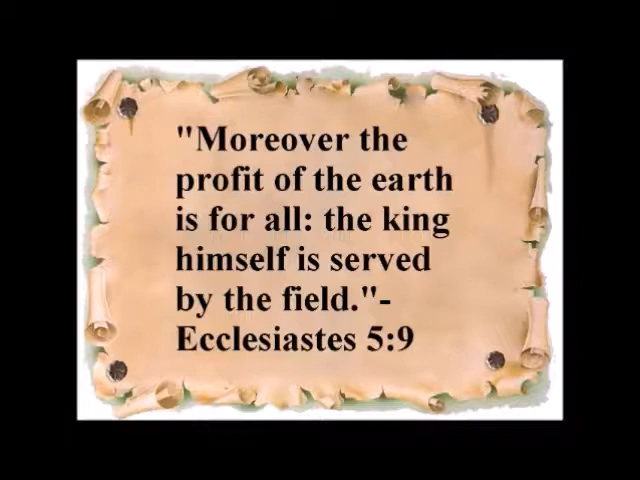 "Moreover the
profit of the earth
is for all: the king
himself is served
by the field."-
Ecclesiastes 5:9